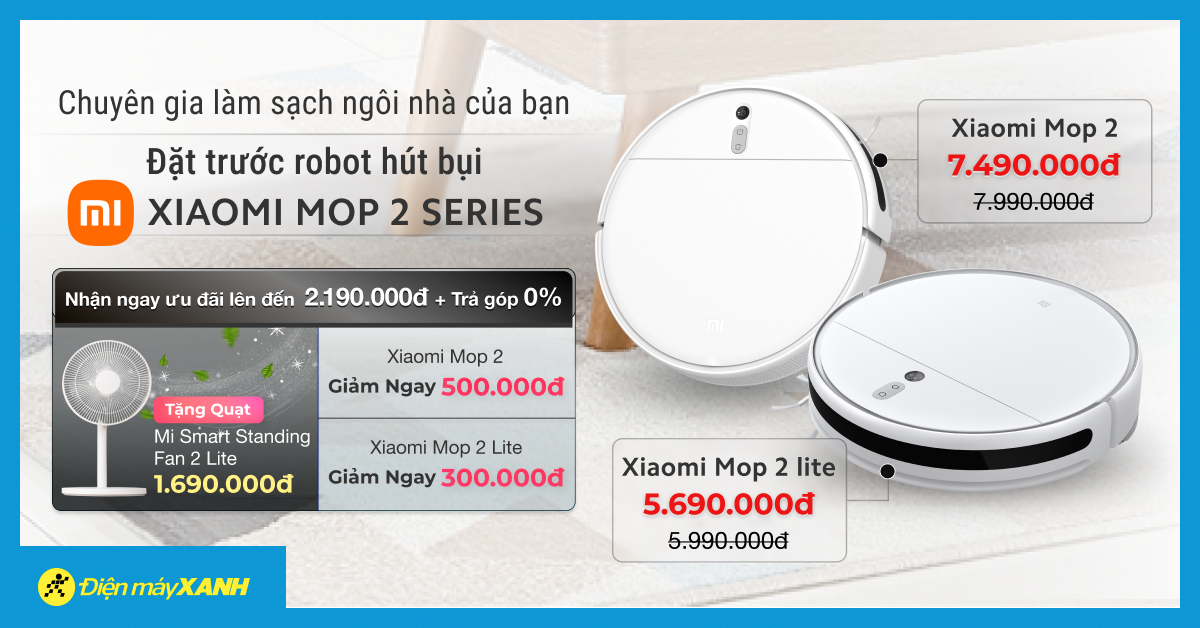 Chuyên gia làm sạch ngôi nhà của bạn
Đặt trước robot hút bụi
mi XIAOMI MOP 2 SERIES
Nhận ngay ưu đãi lên đến 2.190.000đ + Trả góp 0%
Tặng Quạt
Mi Smart Standing
Fan 2 Lite
1.690.000đ
Xiaomi Mop 2
Giảm Ngay 500.000đ
Xiaomi Mop 2 Lite
Giảm Ngay 300.000đ
Xiaomi Mop 2
7.490.000đ
7.990.000đ
mi
mi
Xiaomi Mop 2 lite
5.690.000đ
5.990.000đ
Điện máy XANH